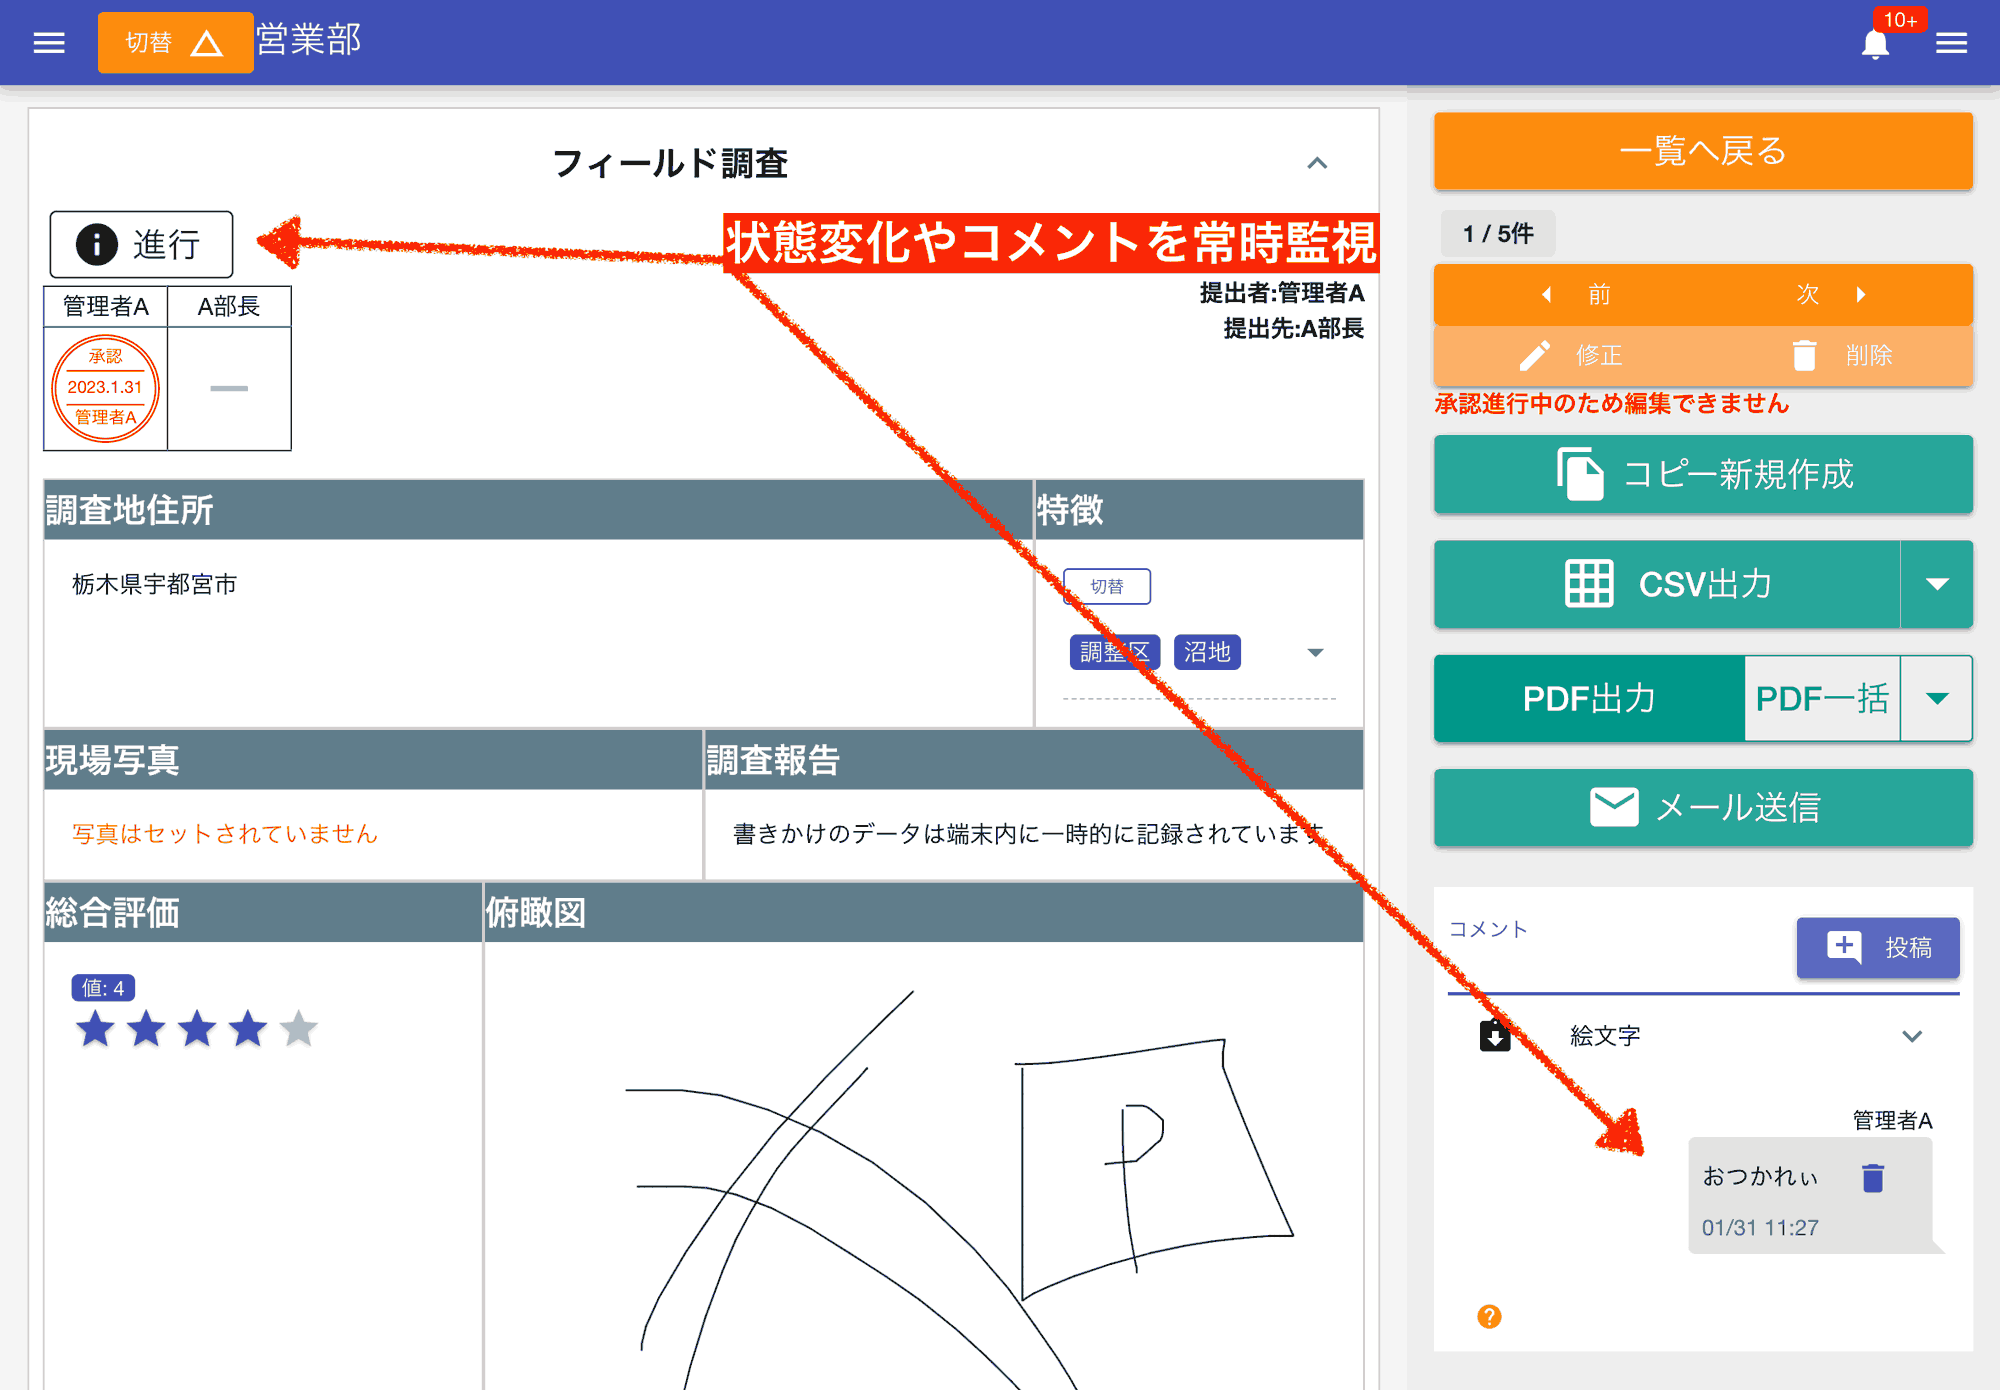 切替 営業部
10+
フィールド調査
進行
状態変化やコメントを常時監視
提出者:管理者A
提出先:A部長
管理者A A部長
承認
2023.1.31
管理者A
調査地住所 特徴
栃木県宇都宮市
切替
調整区 沼地
現場写真 調査報告
写真はセットされていません
書きかけのデータは端末内に一時的に記録されています
総合評価 俯瞰図
値: 4
P
一覧へ戻る
1 / 5件
前 次
修正 削除
承認進行中のため編集できません
コピー新規作成
CSV出力
PDF出力 PDF一括
メール送信
コメント
投稿
絵文字
管理者A
おつかれぃ
01/31 11:27
?